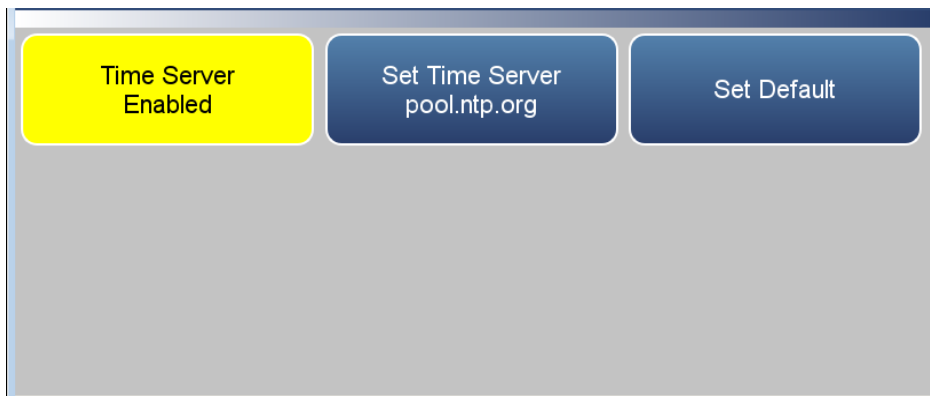 Time Server
Enabled
Set Time Server
pool.ntp.org
Set Default